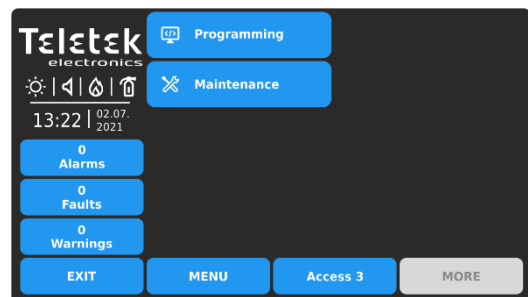 Teletek
electronics
13:22
02.07.
2021
0
Alarms
0
Faults
0
Warnings
Programming
Maintenance
EXIT
MENU
Access 3
MORE